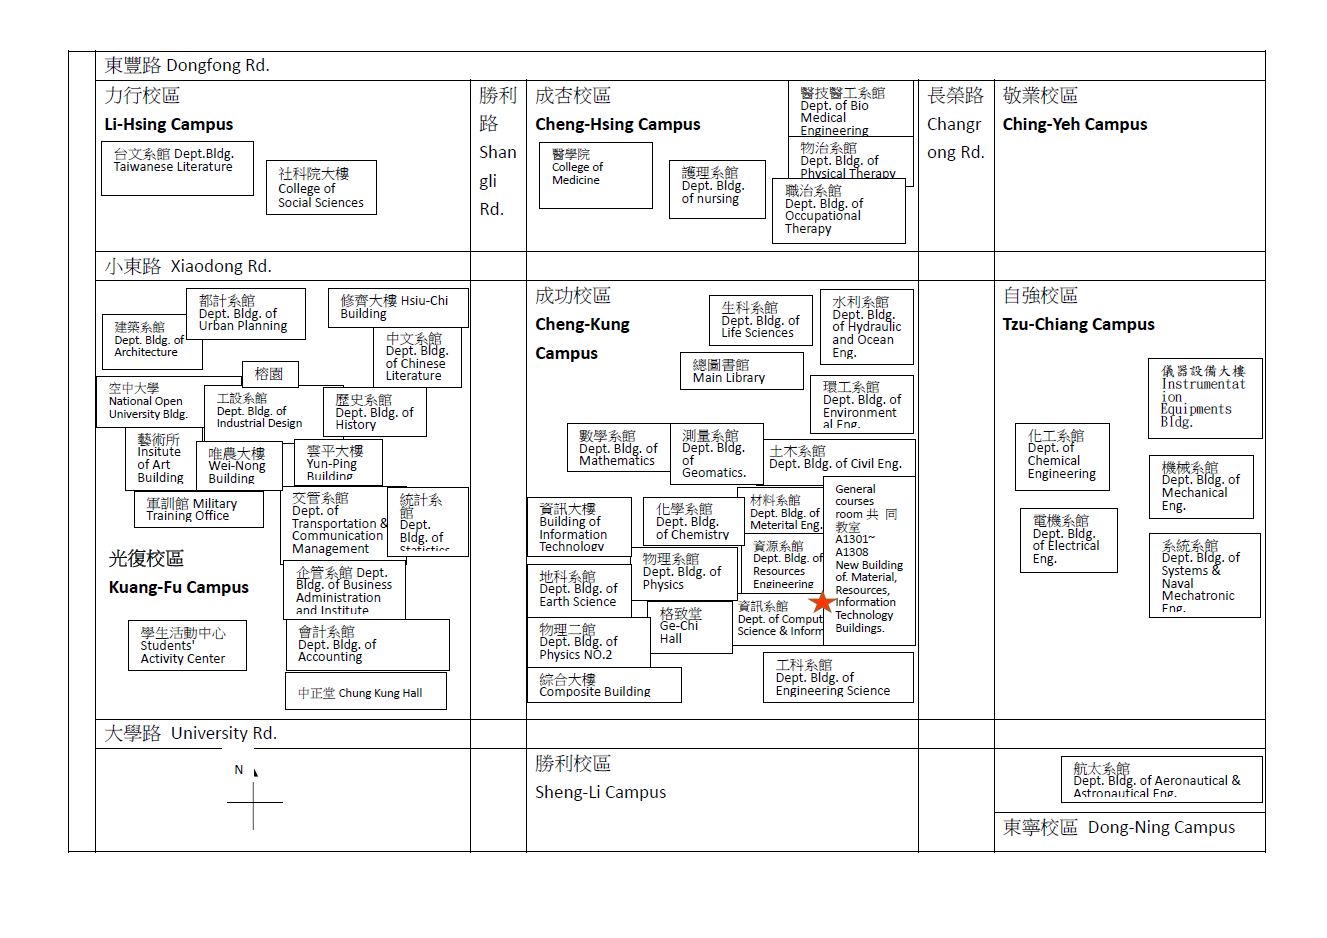 東豐路 Dongfong Rd.
力行校區
Li-Hsing Campus
台文系館 Dept.Bldg.
Taiwanese Literature
社科院大樓
College of
Social Sciences
勝利
路
Shan
gli
Rd.
成杏校區
Cheng-Hsing Campus
醫學院
College of
Medicine
護理系館
Dept. Bldg.
of nursing
醫技醫工系館
Dept. of Bio
Medical
Engineering
物治系館
Dept. Bldg. of
Physical Therapy
職治系館
Dept. Bldg. of
Occupational
Therapy
長榮路
Changr
ong Rd.
敬業校區
Ching-Yeh Campus
小東路 Xiaodong Rd.
都計系館
Dept. Bldg. of
Urban Planning
修齊大樓 Hsiu-Chi
Building
建築系館
Dept. Bldg. of
Architecture
中文系館
Dept. Bldg.
of Chinese
Literature
榕園
空中大學
National Open
University Bldg.
工設系館
Dept. Bldg. of
Industrial Design
歷史系館
Dept. Bldg. of
History
藝術所
Insitute
of Art
Building
唯農大樓
Wei-Nong
Building
雲平大樓
Yun-Ping
Building
軍訓館 Military
Training Office
交管系館
Dept. of
Transportation &
Communication
Management
統計系
館
Dept.
Bldg. of
Statistics
光復校區
Kuang-Fu Campus
企管系館 Dept.
Bldg. of Business
Administration
and Institute
學生活動中心
Students'
Activity Center
會計系館
Dept. Bldg. of
Accounting
中正堂 Chung Kung Hall
成功校區
Cheng-Kung
Campus
生科系館
Dept. Bldg. of
Life Sciences
水利系館
Dept. Bldg.
of Hydraulic
and Ocean
Eng.
總圖書館
Main Library
環工系館
Dept. Bldg. of
Environment
al Eng.
數學系館
Dept. Bldg. of
Mathematics
測量系館
Dept. Bldg.
of
Geomatics.
土木系館
Dept. Bldg. of Civil Eng.
資訊大樓
Building of
Information
Technology
化學系館
Dept. Bldg.
of Chemistry
材料系館
Dept. Bldg. of
Meterial Eng.
General
courses
room 共 同
教室
A1301~
A1308
New Building
of. Material,
Resources,
Information
Technology
Buildings.
物理系館
Dept. Bldg. of
Physics
資源系館
Dept. Bldg. of
Resources
Engineering
地科系館
Dept. Bldg. of
Earth Science
格致堂
Ge-Chi
Hall
資訊系館
Dept. of Comput
Science & Inform
物理二館
Dept. Bldg. of
Physics NO.2
綜合大樓
Composite Building
工科系館
Dept. Bldg. of
Engineering Science
自強校區
Tzu-Chiang Campus
儀器設備大樓
Instrumentat
ion
Equipments
Bldg.
化工系館
Dept. of
Chemical
Engineering
機械系館
Dept. Bldg. of
Mechanical
Eng.
電機系館
Dept. Bldg.
of Electrical
Eng.
系統系館
Dept. Bldg. of
Systems &
Naval
Mechatronic
Eng.
大學路 University Rd.
N
勝利校區
Sheng-Li Campus
航太系館
Dept. Bldg. of Aeronautical &
Astronautical Eng.
東寧校區 Dong-Ning Campus